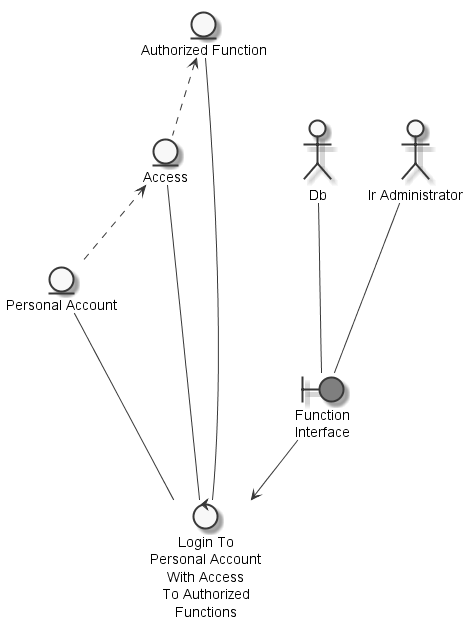 Authorized Function
Access
Db
Ir Administrator
Personal Account
Function
Interface
Login To
Personal Account
With Access
To Authorized
Functions